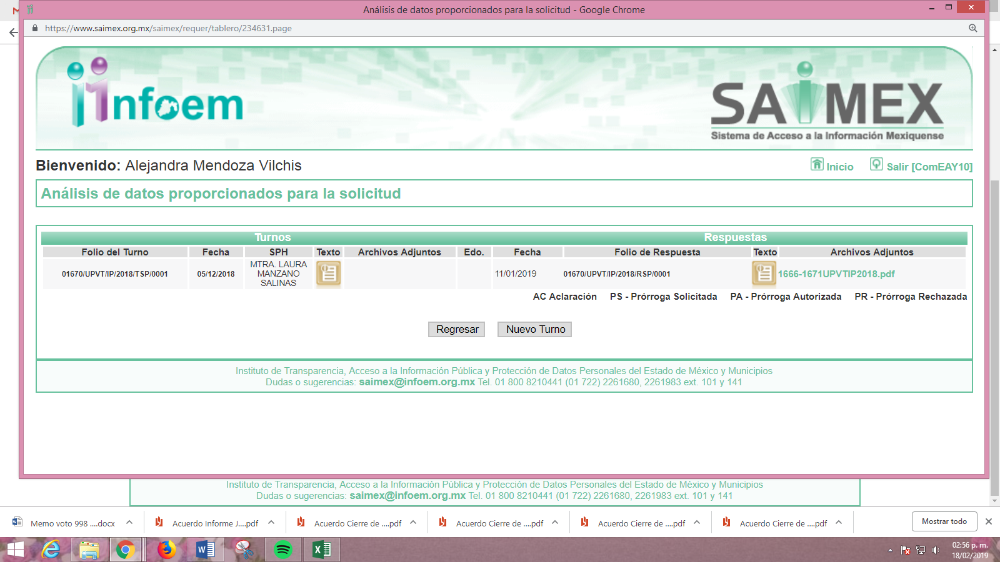 Análisis de datos proporcionados para la solicitud - Google Chrome
https://www.saimex.org.mx/saimex/requer/tablero/234631.page
infoem
SAIMEX
Sistema de Acceso a la Información Mexiquense
Bienvenido: Alejandra Mendoza Vilchis
Inicio Salir [ComEAY10]
Análisis de datos proporcionados para la solicitud
Turnos Respuestas
Folio del Turno Fecha SPH Texto Archivos Adjuntos Edo. Fecha Folio de Respuesta Texto Archivos Adjuntos
01670/UPVT/IP/2018/TSP/0001 05/12/2018 MTRA. LAURA MANZANO SALINAS 11/01/2019 01670/UPVT/IP/2018/RSP/0001 1666-1671UPVTIP2018.pdf
AC Aclaración PS - Prórroga Solicitada PA - Prórroga Autorizada PR - Prórroga Rechazada
Regresar Nuevo Turno
Instituto de Transparencia, Acceso a la Información Pública y Protección de Datos Personales del Estado de México y Municipios
Dudas o sugerencias: saimex@infoem.org.mx Tel. 01 800 8210441 (01 722) 2261680, 2261983 ext. 101 y 141
Instituto de Transparencia, Acceso a la Información Pública y Protección de Datos Personales del Estado de México y Municipios
Dudas o sugerencias: saimex@infoem.org.mx Tel. 01 800 8210441 (01 722) 2261680, 2261983 ext. 101 y 141
Memo voto 998 ....docx Acuerdo Informe J....pdf Acuerdo Cierre de ....pdf Acuerdo Cierre de ....pdf Acuerdo Cierre de ....pdf Acuerdo Cierre de ....pdf Mostrar todo
02:56 p. m.
18/02/2019